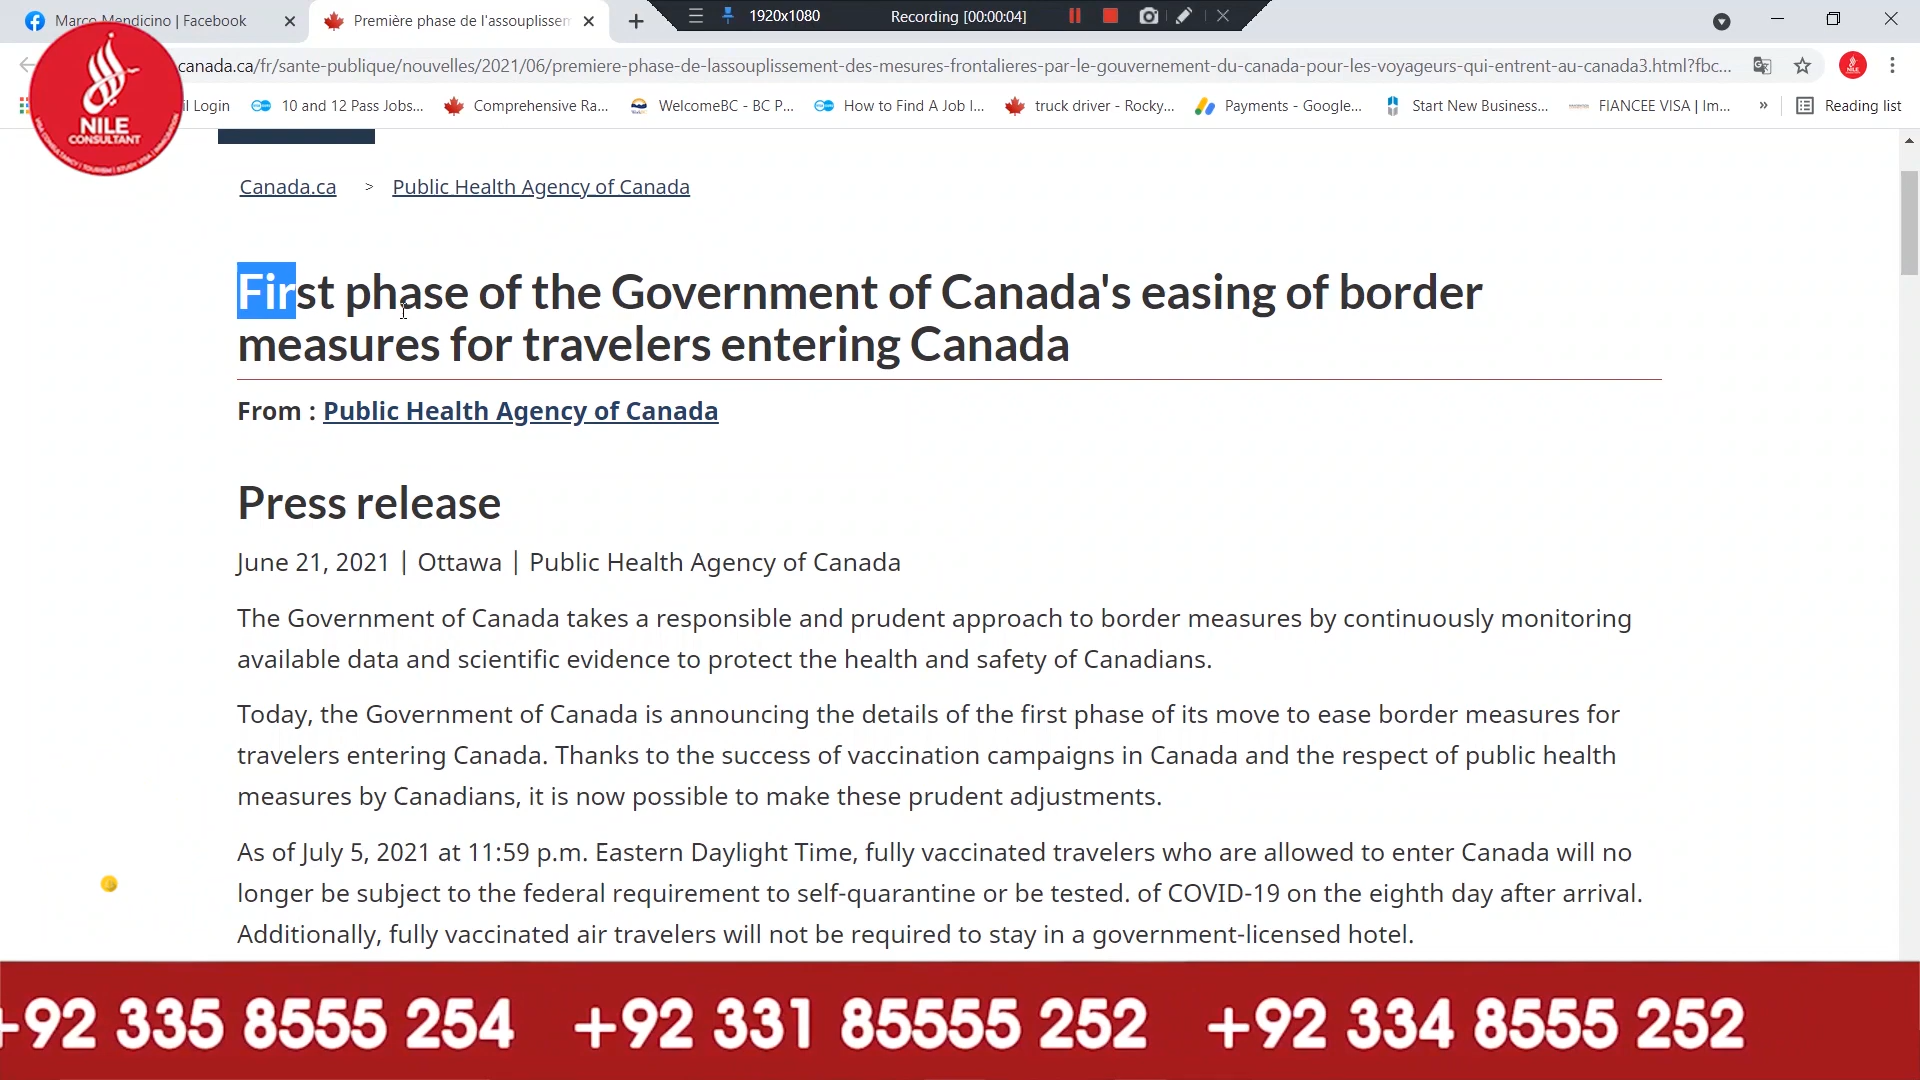 Marco Mendicino | Facebook
Première phase de l'assouplissem
1920x1080
Recording [00:00:04]
canada.ca/fr/sante-publique/nouvelles/2021/06/premiere-phase-de-lassouplissement-des-mesures-frontalieres-par-le-gouvernement-du-canada-pour-les-voyageurs-qui-entrent-au-canada3.html?fbc...
il Login
10 and 12 Pass Jobs...
Comprehensive Ra...
WelcomeBC - BC P...
How to Find A Job I...
truck driver - Rocky...
Payments - Google...
Start New Business...
FIANCEE VISA | Im...
»
Reading list
NILE
CONSULTANT
Canada.ca > Public Health Agency of Canada
First phase of the Government of Canada's easing of border
measures for travelers entering Canada
From : Public Health Agency of Canada
Press release
June 21, 2021 | Ottawa | Public Health Agency of Canada
The Government of Canada takes a responsible and prudent approach to border measures by continuously monitoring
available data and scientific evidence to protect the health and safety of Canadians.
Today, the Government of Canada is announcing the details of the first phase of its move to ease border measures for
travelers entering Canada. Thanks to the success of vaccination campaigns in Canada and the respect of public health
measures by Canadians, it is now possible to make these prudent adjustments.
As of July 5, 2021 at 11:59 p.m. Eastern Daylight Time, fully vaccinated travelers who are allowed to enter Canada will no
longer be subject to the federal requirement to self-quarantine or be tested. of COVID-19 on the eighth day after arrival.
Additionally, fully vaccinated air travelers will not be required to stay in a government-licensed hotel.
+92 335 8555 254 +92 331 85555 252 +92 334 8555 252